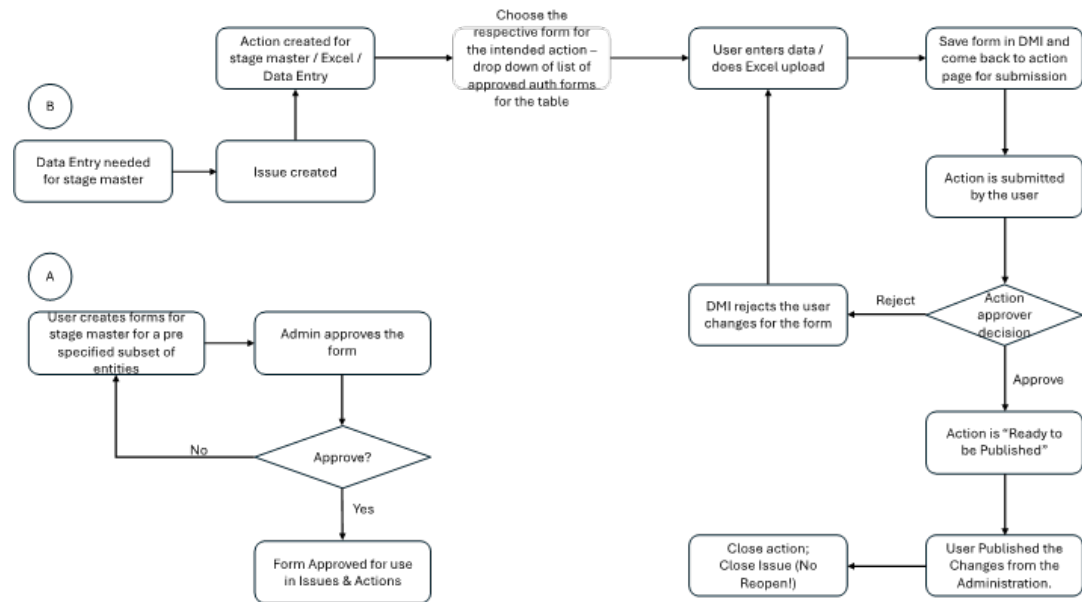 Action created for
stage master / Excel /
Data Entry
Choose the
respective form for
the intended action –
drop down of list of
approved auth forms
for the table
User enters data /
does Excel upload
Save form in DMI and
come back to action
page for submission
B
Data Entry needed
for stage master
Issue created
Action is submitted
by the user
A
User creates forms for
stage master for a pre
specified subset of
entities
Admin approves the
form
DMI rejects the user
changes for the form
Reject
Action
approver
decision
Approve
No
Approve?
Yes
Action is “Ready to
be Published”
Form Approved for use
in Issues & Actions
Close action;
Close Issue (No
Reopen!)
User Published the
Changes from the
Administration.